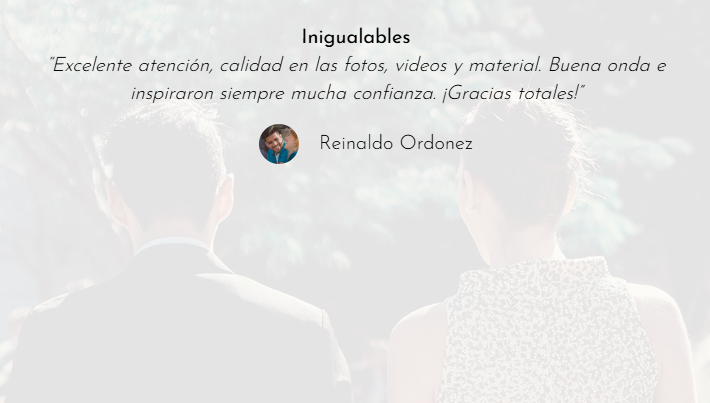 Inigualables
"Excelente atención, calidad en las fotos, videos y material. Buena onda e
inspiraron siempre mucha confianza. ¡Gracias totales!"
Reinaldo Ordonez